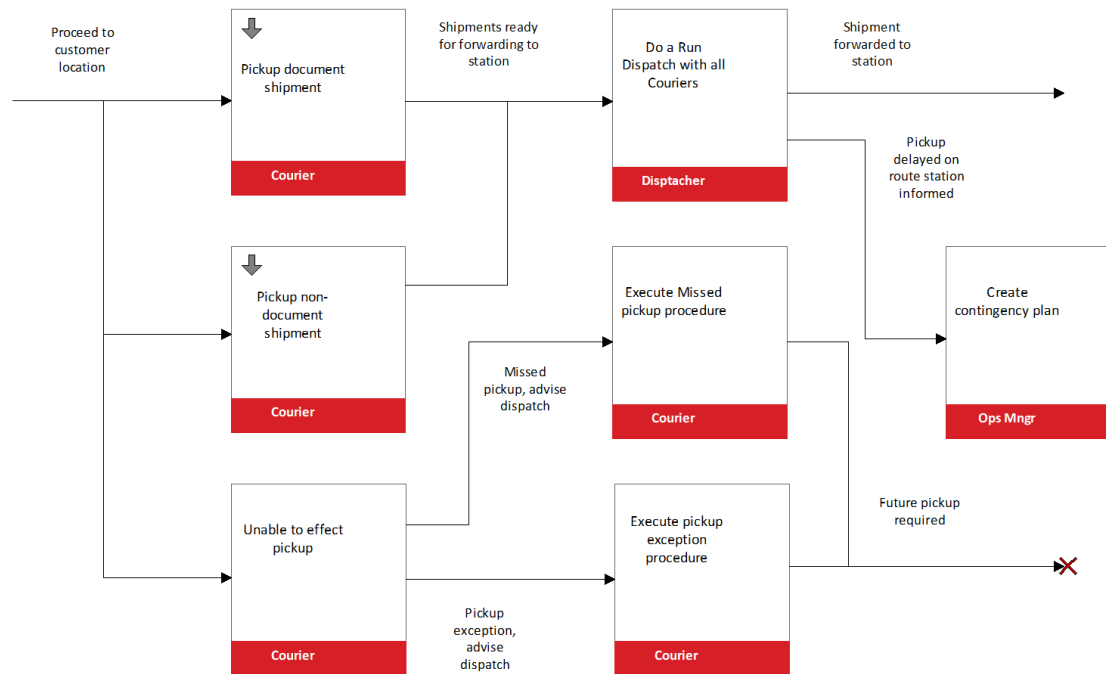 Proceed to
customer
location
Pickup document
shipment
Courier
Shipments ready
for forwarding to
station
Do a Run
Dispatch with all
Couriers
Disptacher
Shipment
forwarded to
station
Pickup
delayed on
route station
informed
Pickup non-
document
shipment
Courier
Missed
pickup, advise
dispatch
Execute Missed
pickup procedure
Courier
Create
contingency plan
Ops Mngr
Unable to effect
pickup
Courier
Pickup
exception,
advise
dispatch
Execute pickup
exception
procedure
Courier
Future pickup
required